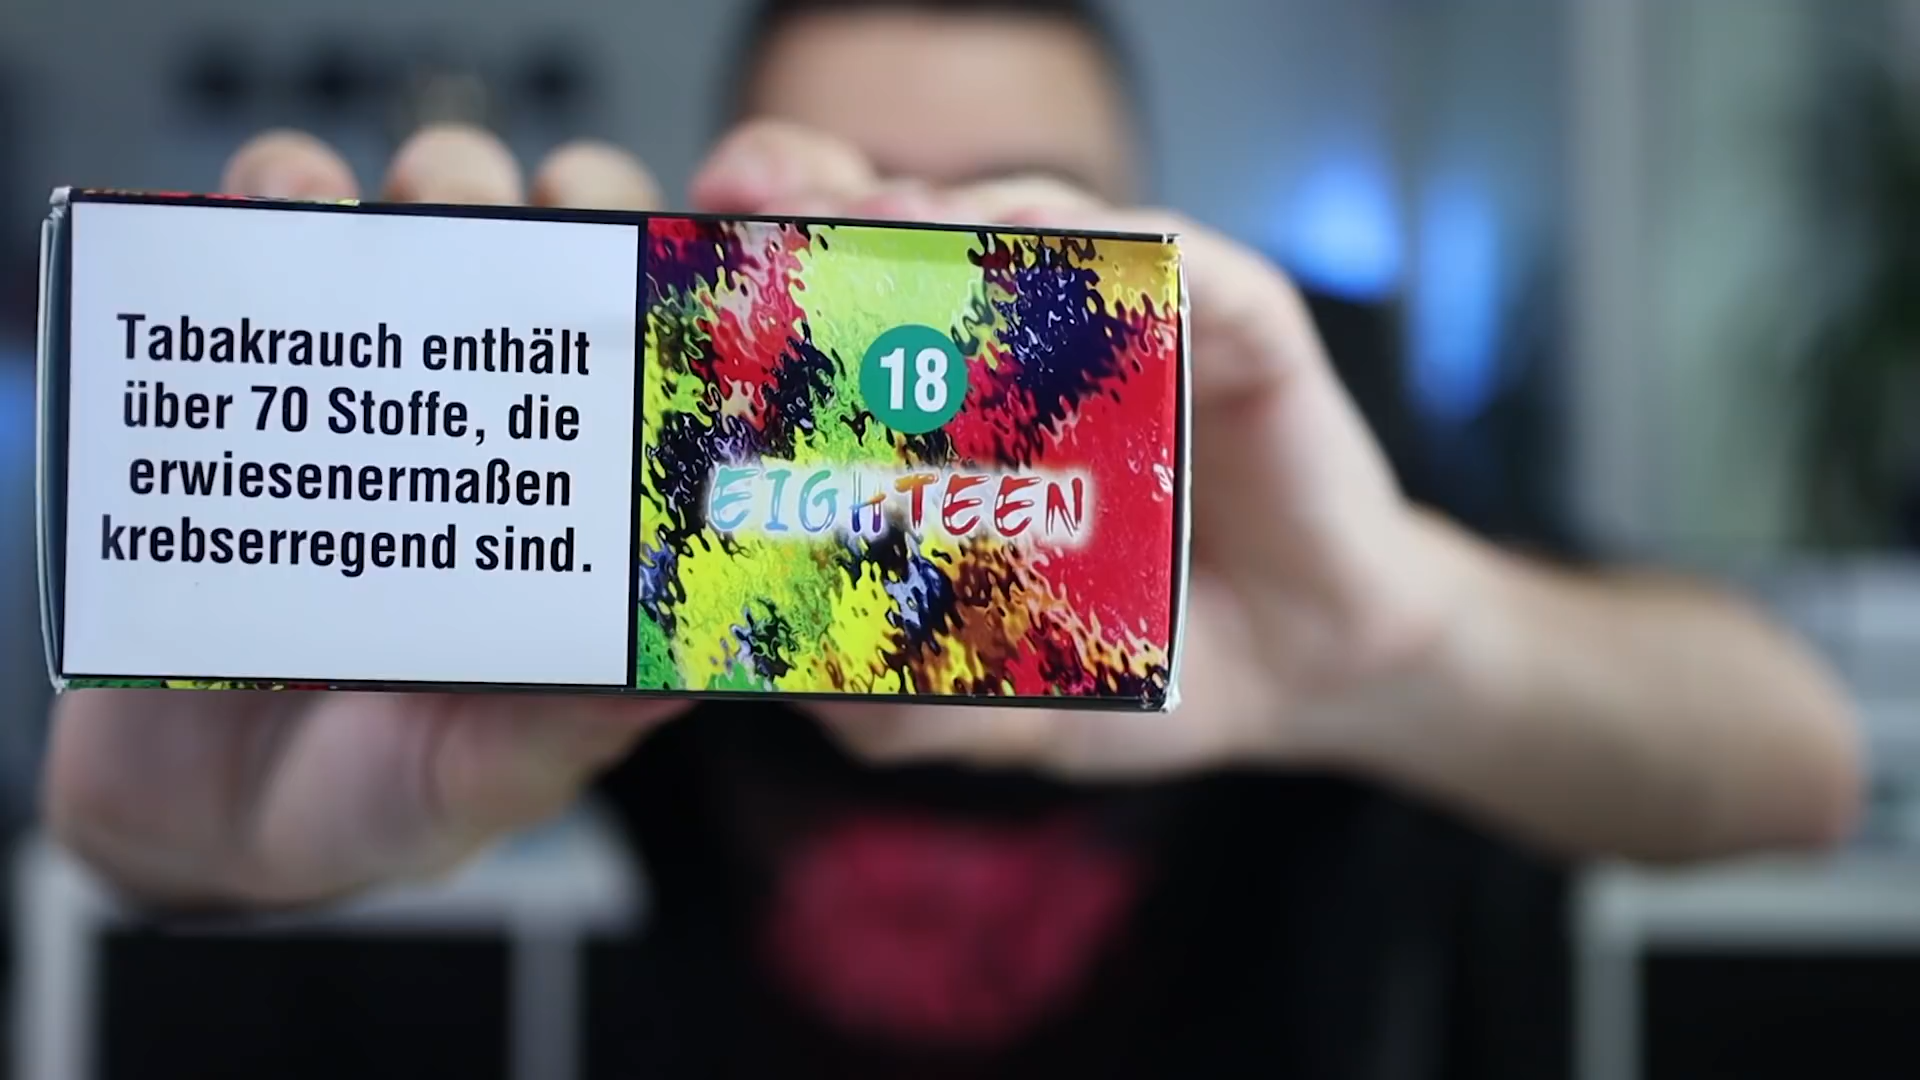 Tabakrauch enthält
über 70 Stoffe, die
erwiesenermaßen
krebserregend sind.
18
EIGHTEEN